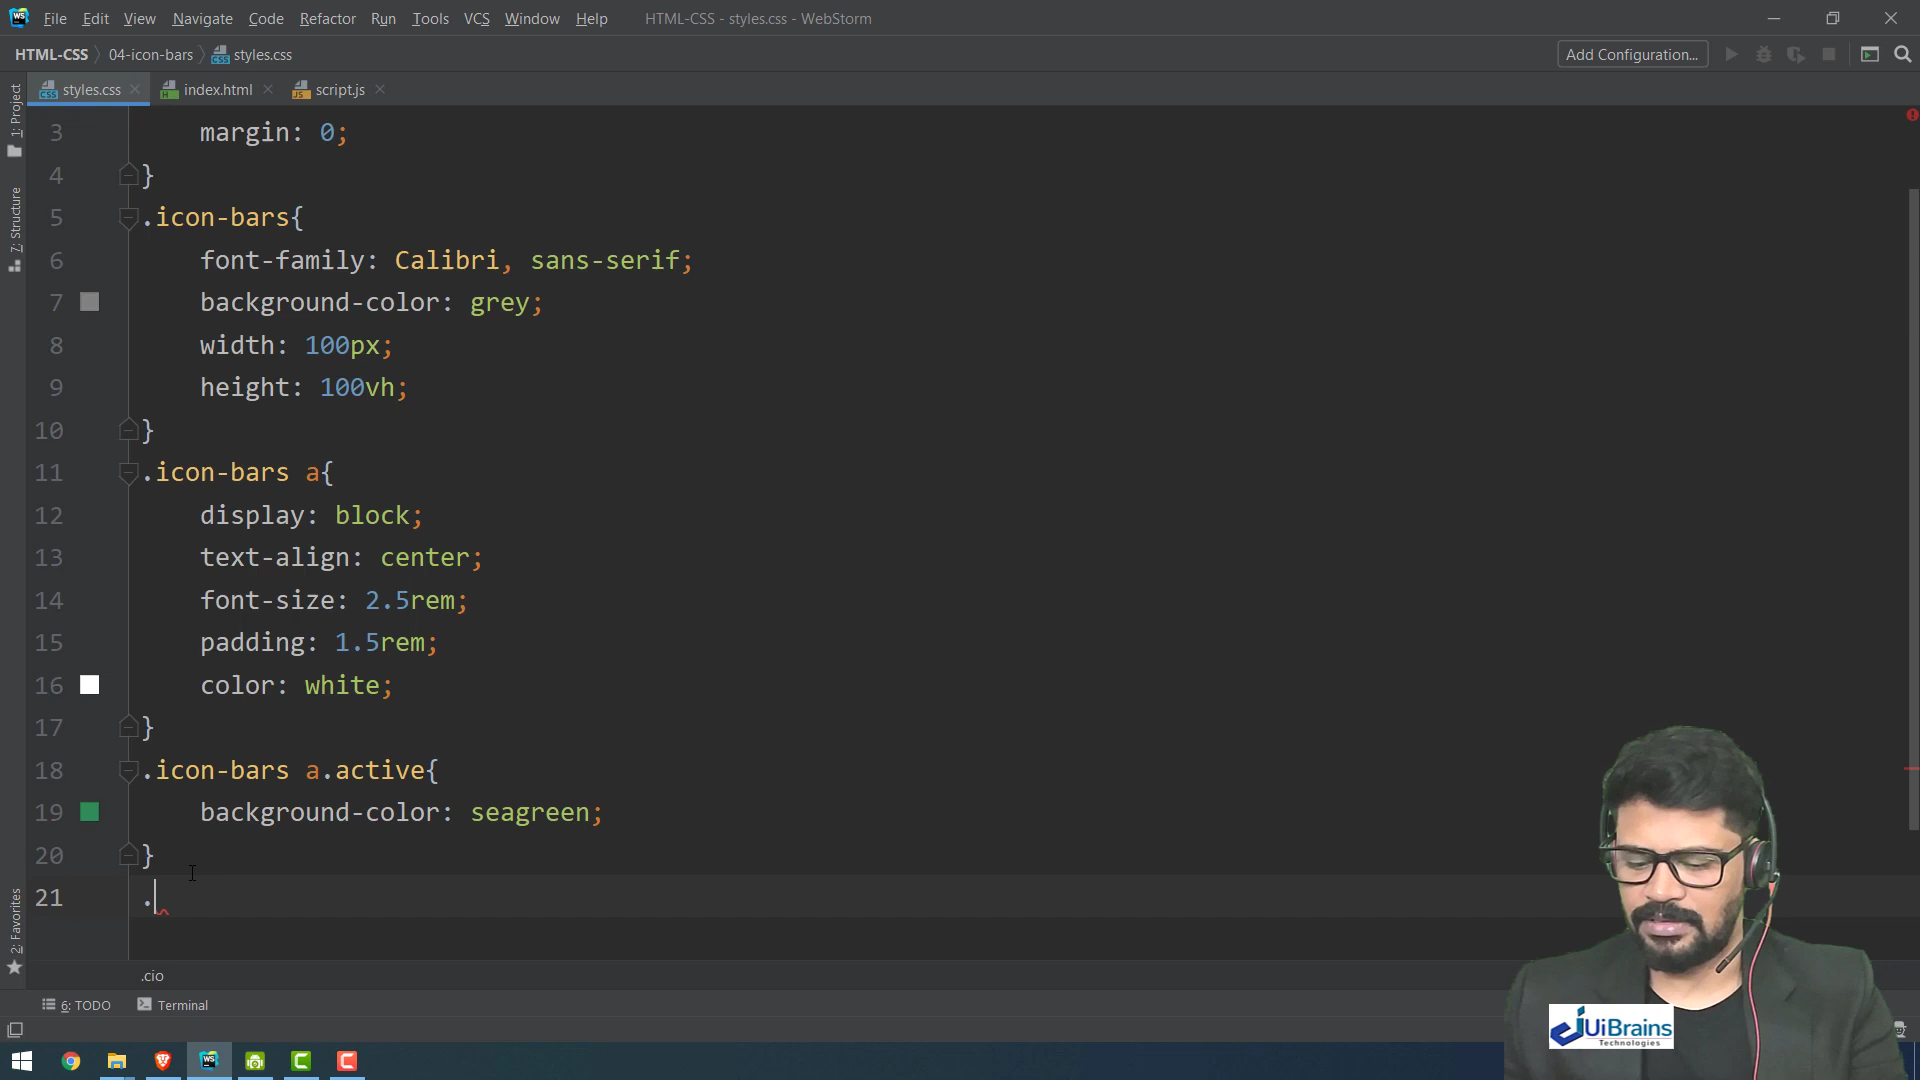 File Edit View Navigate Code Refactor Run Tools VCS Window Help HTML-CSS - styles.css - WebStorm
HTML-CSS 04-icon-bars styles.css Add Configuration...
styles.css index.html script.js
1: Project
7: Structure
2: Favorites
3 margin: 0;
4 }
5 .icon-bars{
6 font-family: Calibri, sans-serif;
7 background-color: grey;
8 width: 100px;
9 height: 100vh;
10 }
11 .icon-bars a{
12 display: block;
13 text-align: center;
14 font-size: 2.5rem;
15 padding: 1.5rem;
16 color: white;
17 }
18 .icon-bars a.active{
19 background-color: seagreen;
20 }
21 .
.cio
6: TODO Terminal
UiBrains
Technologies